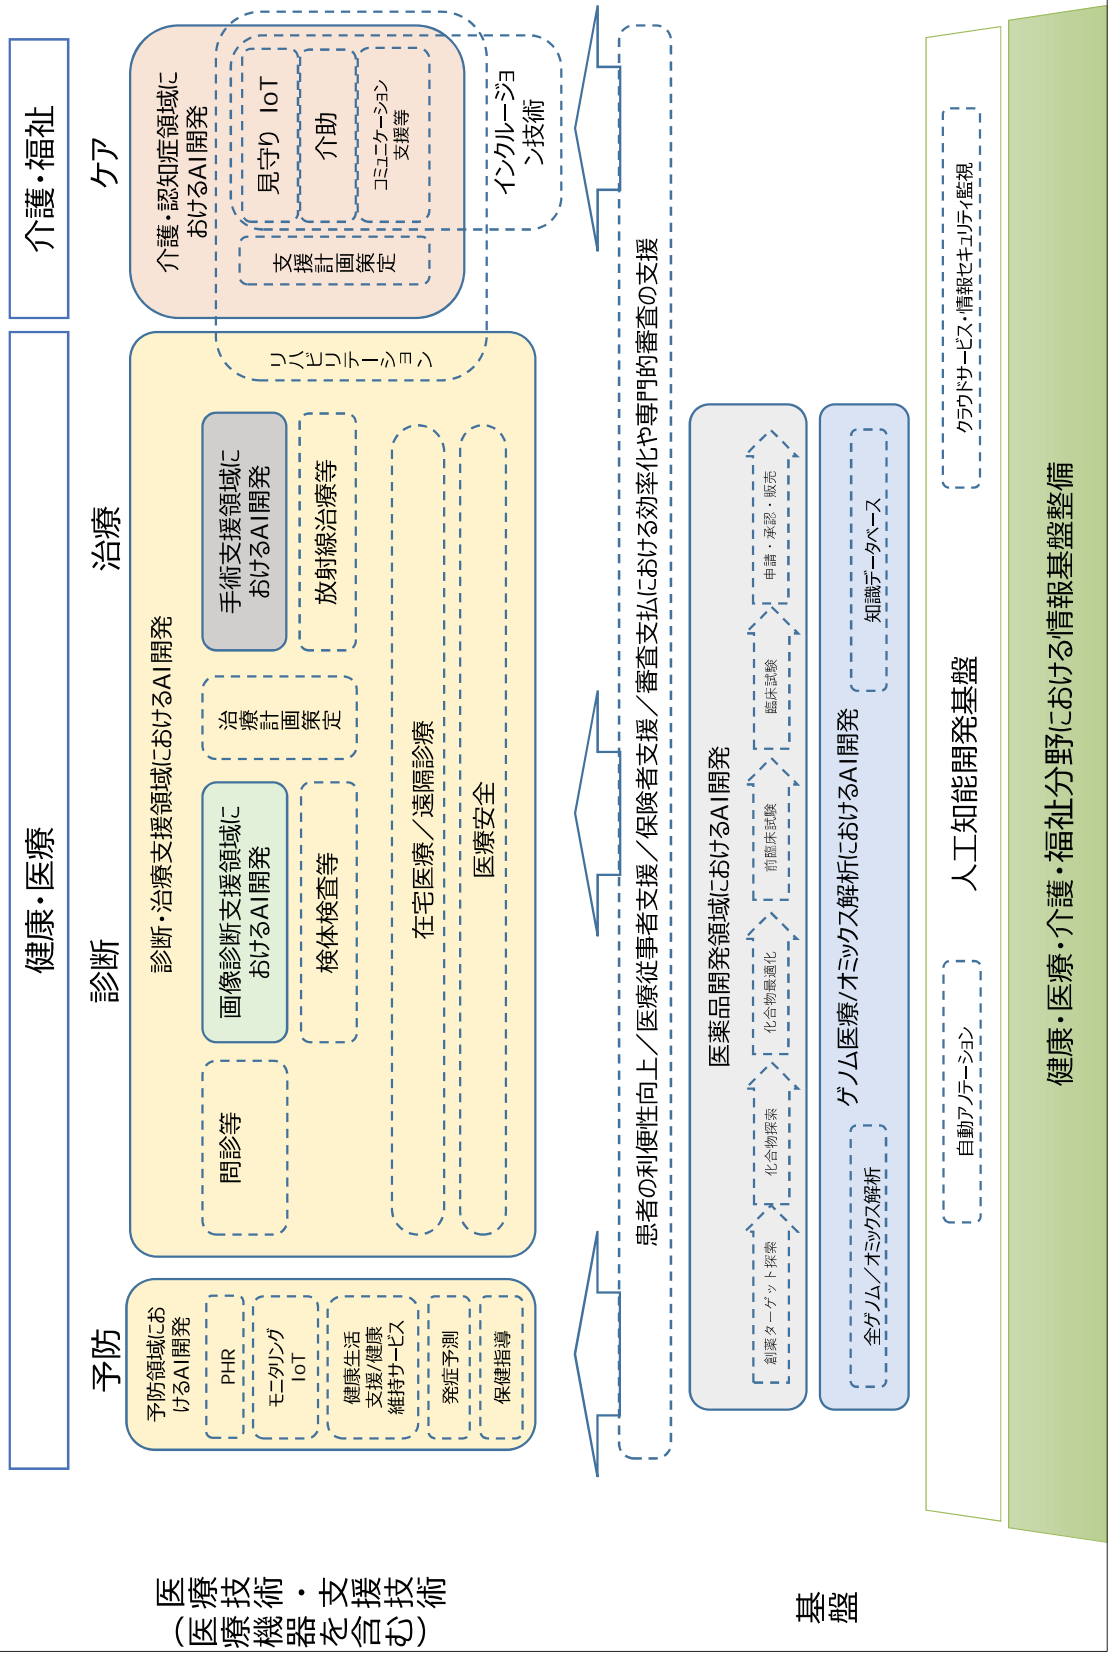 健康・医療
介護・福祉
予防
診断
治療
ケア
医療技術・支援技術
（医療機器を含む）
予防領域にお
けるAI開発
PHR
モニタリング
IoT
健康生活
支援/健康
維持サービス
発症予測
保健指導
診断・治療支援領域におけるAI開発
問診等
画像診断支援領域に
おけるAI開発
検体検査等
治療計画策定
手術支援領域に
おけるAI開発
放射線治療等
在宅医療／遠隔診療
医療安全
リハビリテーション
介護・認知症領域に
おけるAI開発
支援計画策定
見守り IoT
介助
コミュニケーション
支援等
インクルージョ
ン技術
患者の利便性向上／医療従事者支援／保険者支援／審査支払における効率化や専門的審査の支援
基盤
医薬品開発領域におけるAI開発
創薬ターゲット探索
化合物探索
化合物最適化
前臨床試験
臨床試験
申請・承認・販売
ゲノム医療/オミックス解析におけるAI開発
全ゲノム／オミックス解析
知識データベース
人工知能開発基盤
自動アノテーション
クラウドサービス・情報セキュリティ監視
健康・医療・介護・福祉分野における情報基盤整備